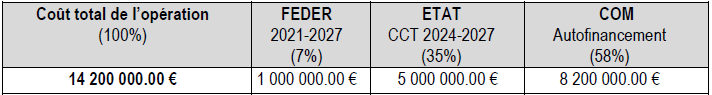 Coût total de l’opération
(100%)
FEDER
2021-2027
(7%)
ETAT
CCT 2024-2027
(35%)
COM
Autofinancement
(58%)
14 200 000.00 €
1 000 000.00 €
5 000 000.00 €
8 200 000.00 €